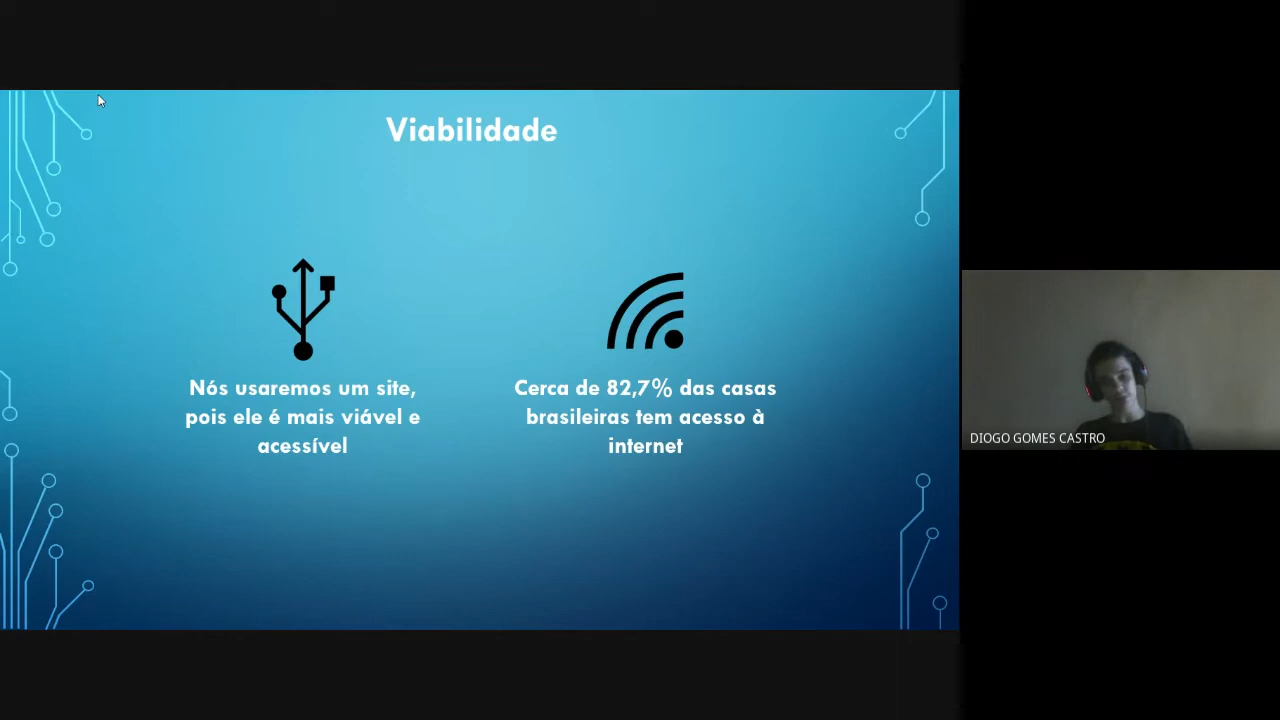 Viabilidade
Nós usaremos um site,
pois ele é mais viável e
acessível
Cerca de 82,7% das casas
brasileiras tem acesso à
internet
DIOGO GOMES CASTRO